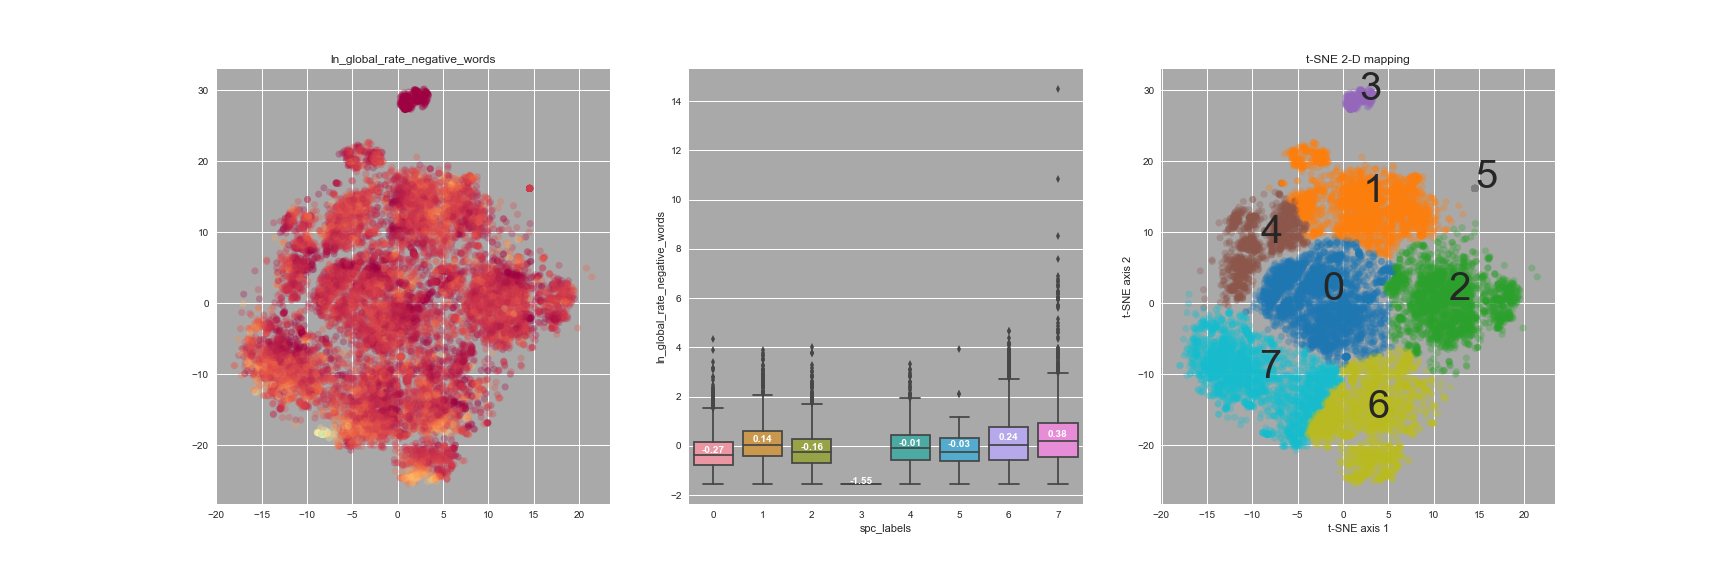 ln_global_rate_negative_words
30
20
10
0
−10
−20
−20 −15 −10 −5 0 5 10 15 20
ln_global_rate_negative_words
14
12
10
8
6
4
2
0
−2
-0.27 0.14 -0.16 -1.55 -0.01 -0.03 0.24 0.38
0 1 2 3 4 5 6 7
spc_labels
t-SNE 2-D mapping
t-SNE axis 2
30
20
10
0
−10
−20
3
5
1
4
0 2
7
6
−20 −15 −10 −5 0 5 10 15 20
t-SNE axis 1